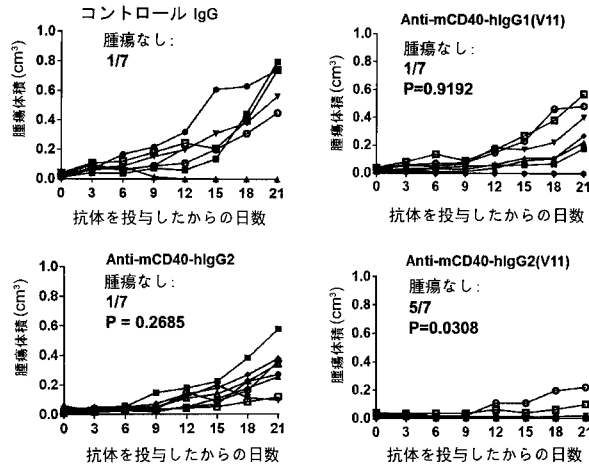 コントロール IgG
腫瘍なし:
1/7
腫瘍体積(cm³)
1.0
0.8
0.6
0.4
0.2
0.0
0 3 6 9 12 15 18 21
抗体を投与したからの日数
Anti-mCD40-hIgG1(V11)
腫瘍なし:
1/7
P=0.9192
腫瘍体積(cm³)
1.0
0.8
0.6
0.4
0.2
0.0
0 3 6 9 12 15 18 21
抗体を投与したからの日数
Anti-mCD40-hIgG2
腫瘍なし:
1/7
P = 0.2685
腫瘍体積(cm³)
1.0
0.8
0.6
0.4
0.2
0.0
0 3 6 9 12 15 18 21
抗体を投与したからの日数
Anti-mCD40-hIgG2(V11)
腫瘍なし:
5/7
P=0.0308
腫瘍体積(cm³)
1.0
0.8
0.6
0.4
0.2
0.0
0 3 6 9 12 15 18 21
抗体を投与したからの日数